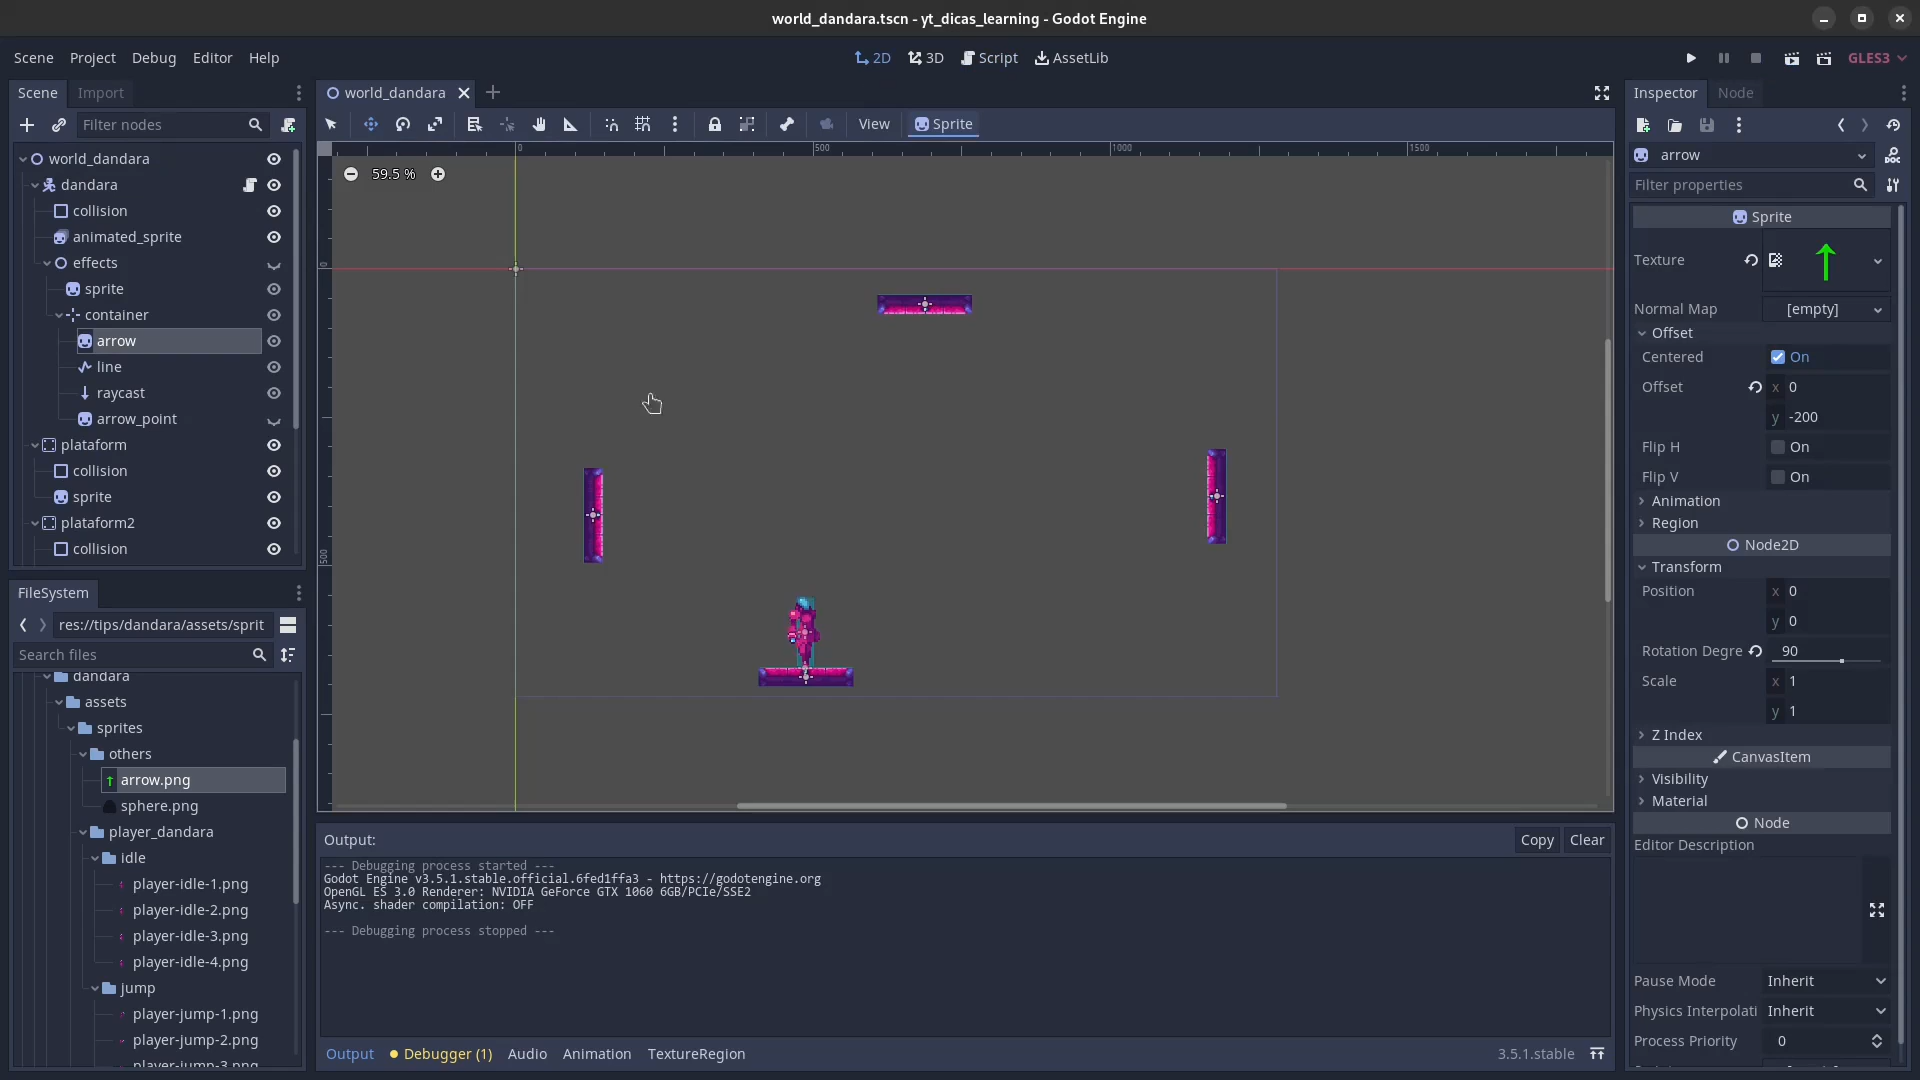 world_dandara.tscn - yt_dicas_learning - Godot Engine
Scene Project Debug Editor Help
2D 3D Script AssetLib
GLES3
Scene Import
Filter nodes
world_dandara
dandara
collision
animated_sprite
effects
sprite
container
arrow
line
raycast
arrow_point
plataform
collision
sprite
plataform2
collision
FileSystem
res://tips/dandara/assets/sprit
Search files
dandara
assets
sprites
others
arrow.png
sphere.png
player_dandara
idle
player-idle-1.png
player-idle-2.png
player-idle-3.png
player-idle-4.png
jump
player-jump-1.png
player-jump-2.png
player-jump-3.png
world_dandara
View Sprite
0 500 1000 1500
59.5 %
0
500
Output:
Copy Clear
--- Debugging process started ---
Godot Engine v3.5.1.stable.official.6fed1ffa3 - https://godotengine.org
OpenGL ES 3.0 Renderer: NVIDIA GeForce GTX 1060 6GB/PCIe/SSE2
Async. shader compilation: OFF
--- Debugging process stopped ---
Output Debugger (1) Audio Animation TextureRegion
3.5.1.stable
Inspector Node
arrow
Filter properties
Sprite
Texture
Normal Map [empty]
Offset
Centered On
Offset x 0
y -200
Flip H On
Flip V On
Animation
Region
Node2D
Transform
Position x 0
y 0
Rotation Degre 90
Scale x 1
y 1
Z Index
CanvasItem
Visibility
Material
Node
Editor Description
Pause Mode Inherit
Physics Interpolati Inherit
Process Priority 0